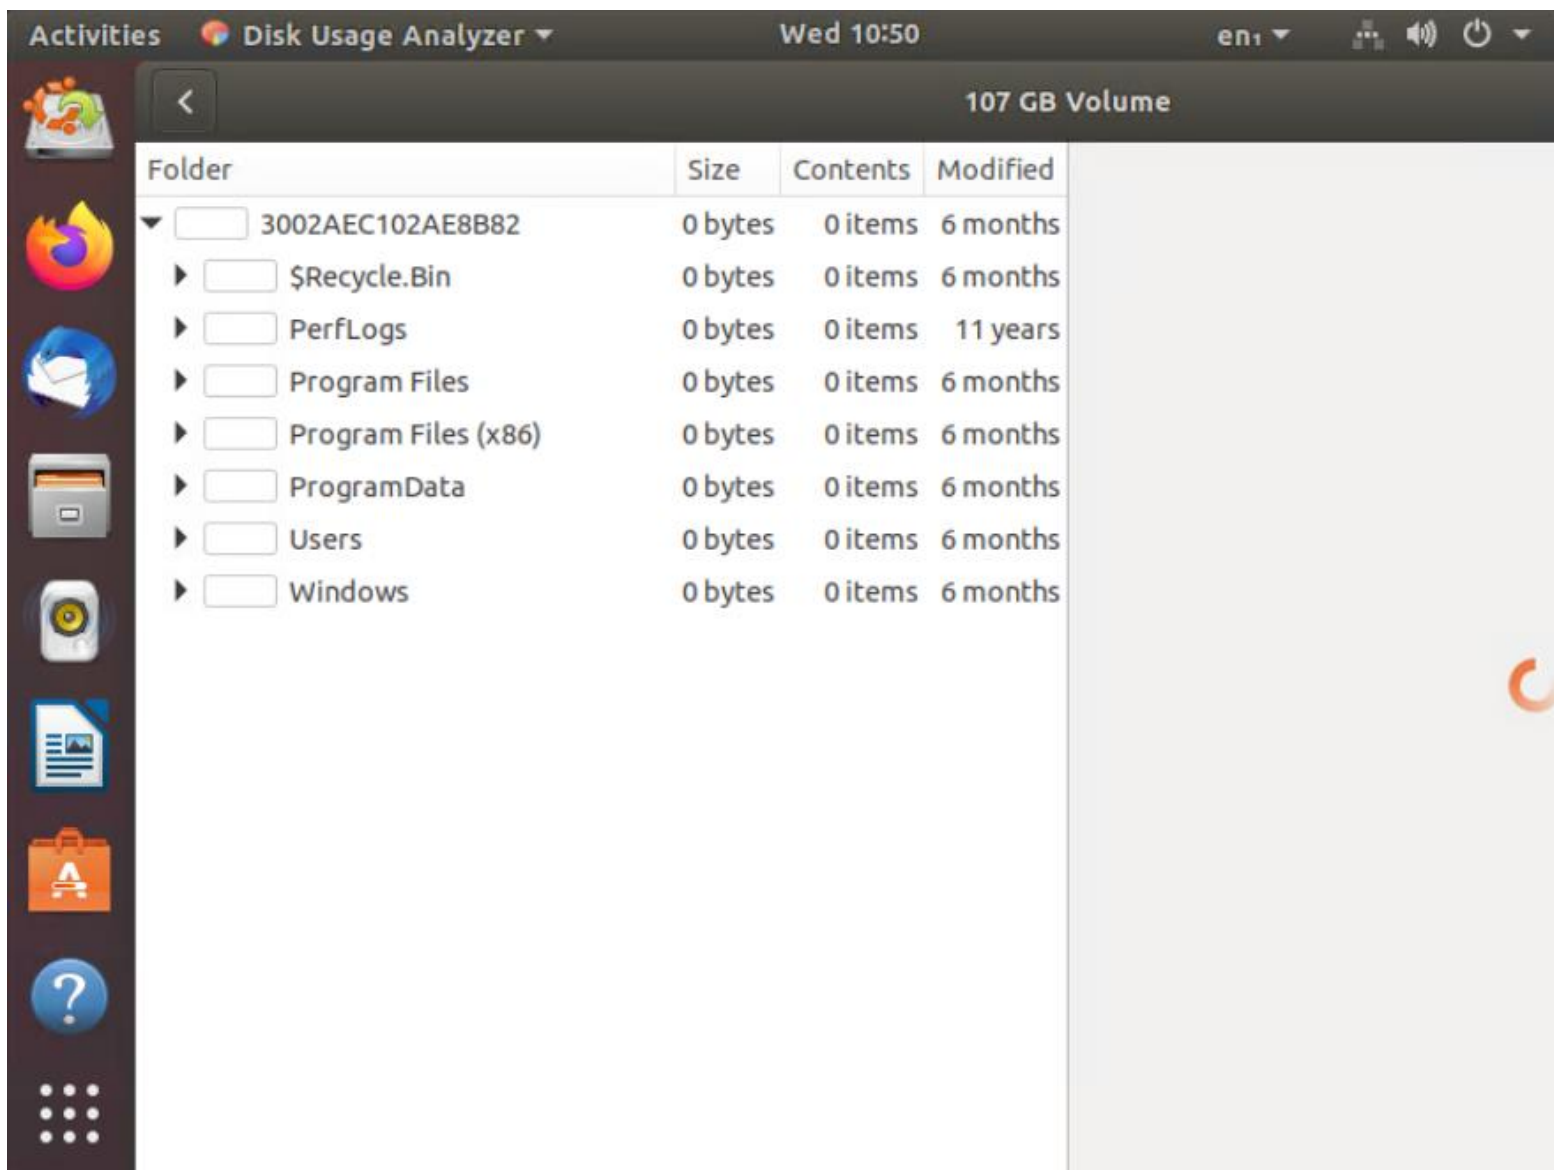 Activities Disk Usage Analyzer Wed 10:50 en₁
107 GB Volume
Folder Size Contents Modified
3002AEC102AE8B82 0 bytes 0 items 6 months
$Recycle.Bin 0 bytes 0 items 6 months
PerfLogs 0 bytes 0 items 11 years
Program Files 0 bytes 0 items 6 months
Program Files (x86) 0 bytes 0 items 6 months
ProgramData 0 bytes 0 items 6 months
Users 0 bytes 0 items 6 months
Windows 0 bytes 0 items 6 months